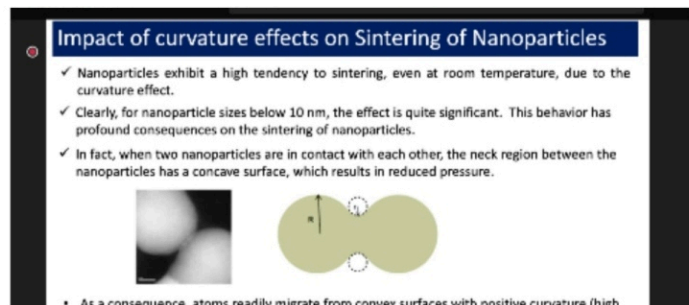 Impact of curvature effects on Sintering of Nanoparticles
✓ Nanoparticles exhibit a high tendency to sintering, even at room temperature, due to the
curvature effect.
✓ Clearly, for nanoparticle sizes below 10 nm, the effect is quite significant. This behavior has
profound consequences on the sintering of nanoparticles.
✓ In fact, when two nanoparticles are in contact with each other, the neck region between the
nanoparticles has a concave surface, which results in reduced pressure.
R
• As a consequence, atoms readily migrate from convex surfaces with positive curvature (high